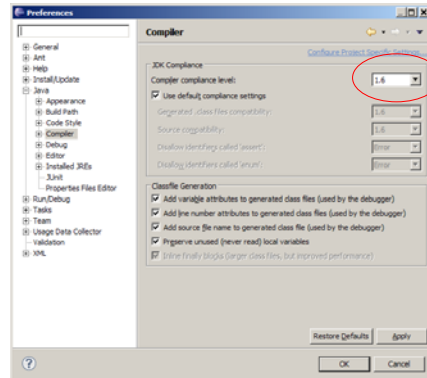 Preferences
Compiler
General
Ant
Help
Install/Update
Java
Appearance
Build Path
Code Style
Compiler
Debug
Editor
Installed JREs
JUnit
Properties Files Editor
Run/Debug
Tasks
Team
Usage Data Collector
Validation
XML
Configure Project Specific Settings...
JDK Compliance
Compiler compliance level: 1.6
Use default compliance settings
Generated .class files compatibility: 1.6
Source compatibility: 1.6
Disallow identifiers called 'assert': Error
Disallow identifiers called 'enum': Error
Classfile Generation
Add variable attributes to generated class files (used by the debugger)
Add line number attributes to generated class files (used by the debugger)
Add source file name to generated class file (used by the debugger)
Preserve unused (never read) local variables
Inline finally blocks (larger class files, but improved performance)
Restore Defaults Apply
OK Cancel